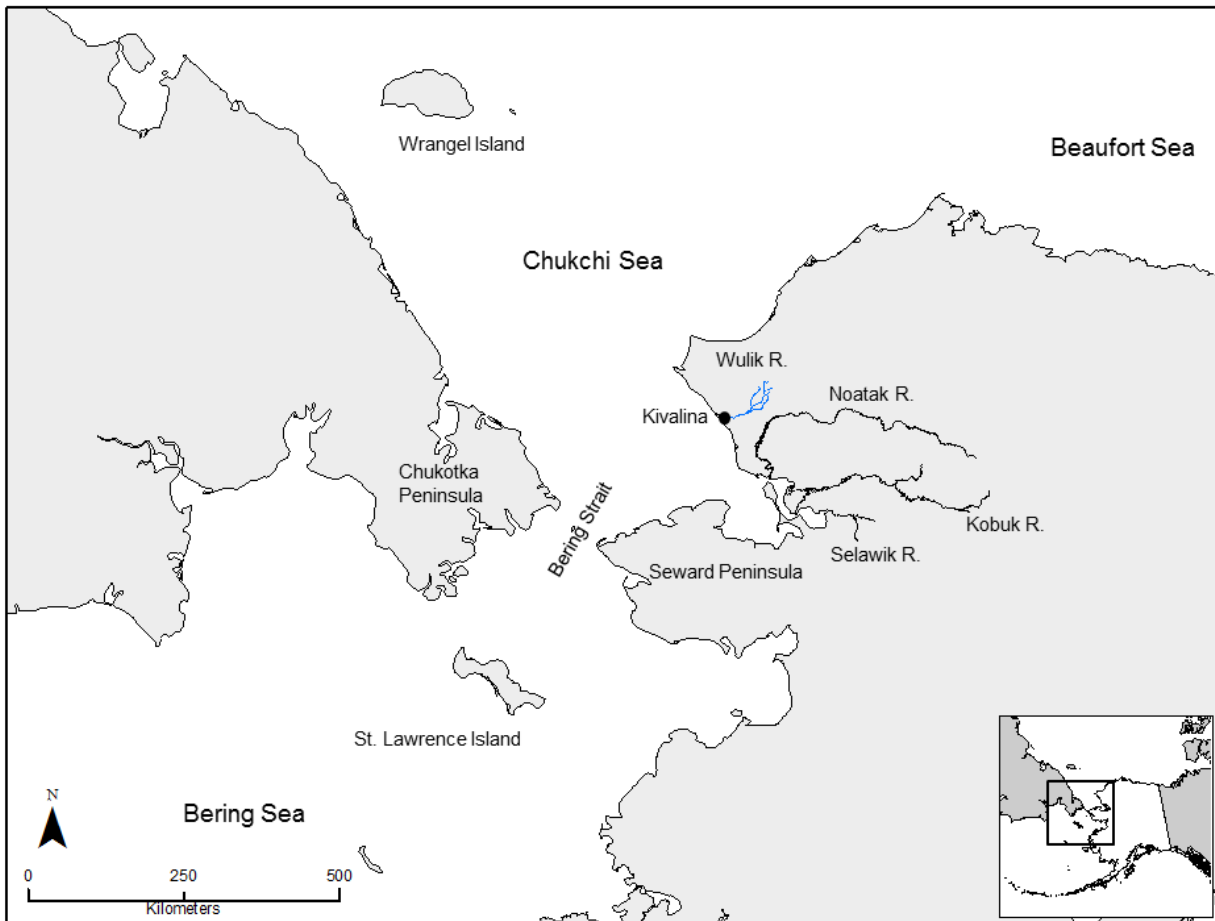 Wrangel Island
Beaufort Sea
Chukchi Sea
Wulik R.
Noatak R.
Kivalina
Chukotka
Peninsula
Bering Strait
Kobuk R.
Selawik R.
Seward Peninsula
St. Lawrence Island
Bering Sea
N
0 250 500
Kilometers